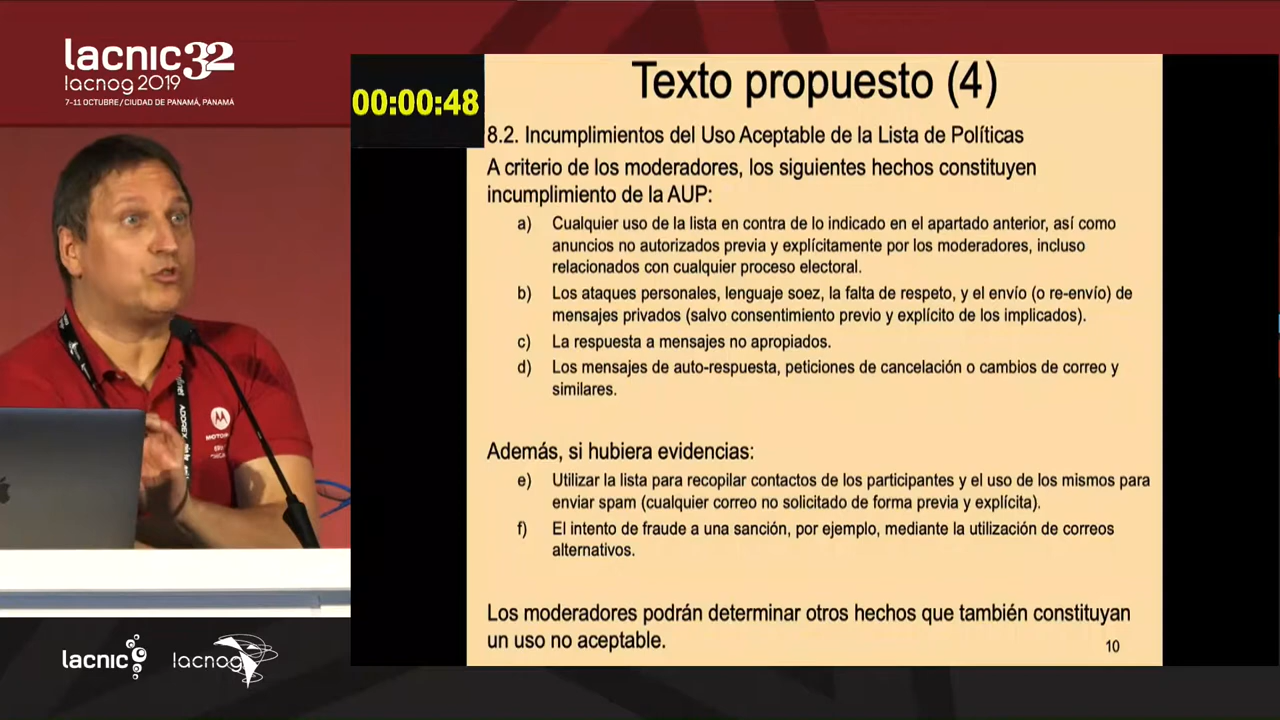 lacnic32
lacnog 2019
7-11 OCTUBRE / CIUDAD DE PANAMÁ, PANAMÁ
00:00:48
Texto propuesto (4)
8.2. Incumplimientos del Uso Aceptable de la Lista de Políticas
A criterio de los moderadores, los siguientes hechos constituyen
incumplimiento de la AUP:
a) Cualquier uso de la lista en contra de lo indicado en el apartado anterior, así como
anuncios no autorizados previa y explícitamente por los moderadores, incluso
relacionados con cualquier proceso electoral.
b) Los ataques personales, lenguaje soez, la falta de respeto, y el envío (o re-envío) de
mensajes privados (salvo consentimiento previo y explícito de los implicados).
c) La respuesta a mensajes no apropiados.
d) Los mensajes de auto-respuesta, peticiones de cancelación o cambios de correo y
similares.
Además, si hubiera evidencias:
e) Utilizar la lista para recopilar contactos de los participantes y el uso de los mismos para
enviar spam (cualquier correo no solicitado de forma previa y explícita).
f) El intento de fraude a una sanción, por ejemplo, mediante la utilización de correos
alternativos.
Los moderadores podrán determinar otros hechos que también constituyan
un uso no aceptable.
10
lacnic
lacnog